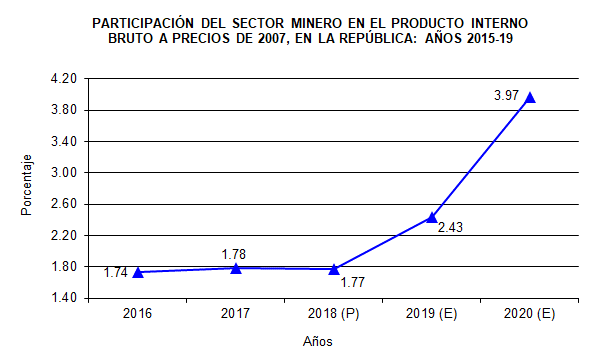 PARTICIPACIÓN DEL SECTOR MINERO EN EL PRODUCTO INTERNO
BRUTO A PRECIOS DE 2007, EN LA REPÚBLICA: AÑOS 2015-19
4.20
3.80
3.40
3.00
2.60
2.20
1.80
1.40
Porcentaje
1.74
1.78
1.77
2.43
3.97
2016 2017 2018 (P) 2019 (E) 2020 (E)
Años